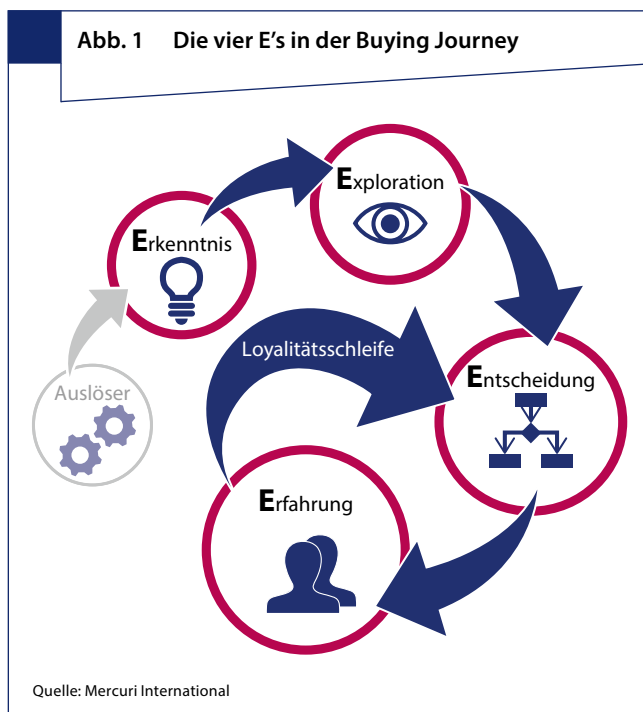 Abb. 1 Die vier E's in der Buying Journey
Exploration
Erkenntnis
Loyalitätsschleife
Auslöser
Entscheidung
Erfahrung
Quelle: Mercuri International